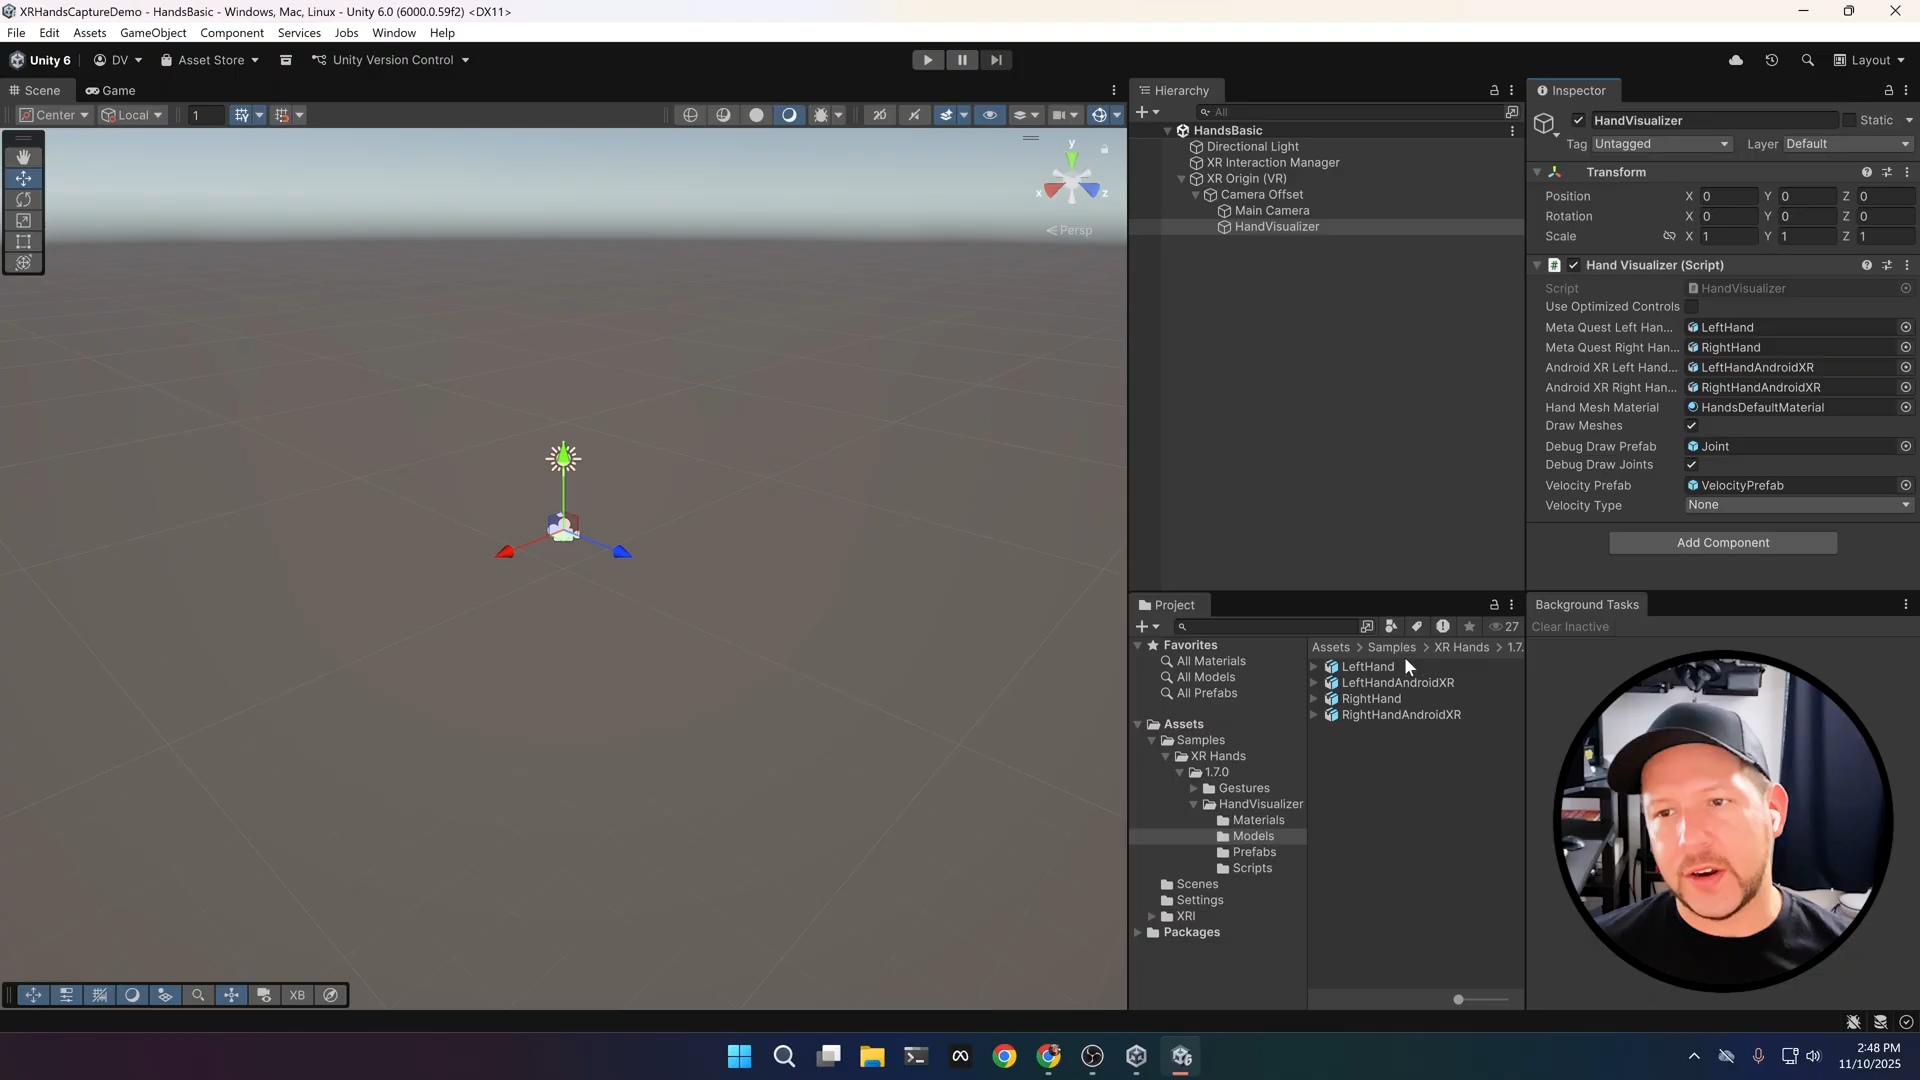 XRHandsCaptureDemo - HandsBasic - Windows, Mac, Linux - Unity 6.0 (6000.0.59f2) <DX11>
File Edit Assets GameObject Component Services Jobs Window Help
Unity 6 DV Asset Store Unity Version Control Layout
Scene Game
Center Local 1
y
x z
Persp
XB
Hierarchy
All
HandsBasic
Directional Light
XR Interaction Manager
XR Origin (VR)
Camera Offset
Main Camera
HandVisualizer
Inspector
HandVisualizer Static
Tag Untagged Layer Default
Transform
Position X 0 Y 0 Z 0
Rotation X 0 Y 0 Z 0
Scale X 1 Y 1 Z 1
# Hand Visualizer (Script)
Script HandVisualizer
Use Optimized Controls
Meta Quest Left Han... LeftHand
Meta Quest Right Han... RightHand
Android XR Left Hand... LeftHandAndroidXR
Android XR Right Han... RightHandAndroidXR
Hand Mesh Material HandsDefaultMaterial
Draw Meshes
Debug Draw Prefab Joint
Debug Draw Joints
Velocity Prefab VelocityPrefab
Velocity Type None
Add Component
Project
27
Favorites
All Materials
All Models
All Prefabs
Assets
Samples
XR Hands
1.7.0
Gestures
HandVisualizer
Materials
Models
Prefabs
Scripts
Scenes
Settings
XRI
Packages
Assets > Samples > XR Hands > 1.7.
LeftHand
LeftHandAndroidXR
RightHand
RightHandAndroidXR
Background Tasks
Clear Inactive
2:48 PM
11/10/2025